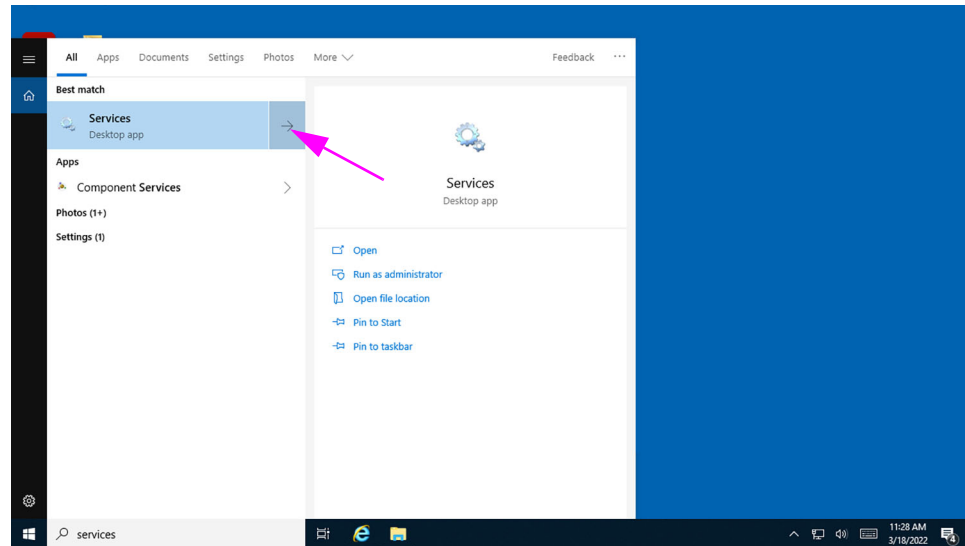 All Apps Documents Settings Photos More Feedback ...
Best match
Services
Desktop app
Apps
Component Services
Photos (1+)
Settings (1)
Services
Desktop app
Open
Run as administrator
Open file location
Pin to Start
Pin to taskbar
services
11:28 AM
3/18/2022
4